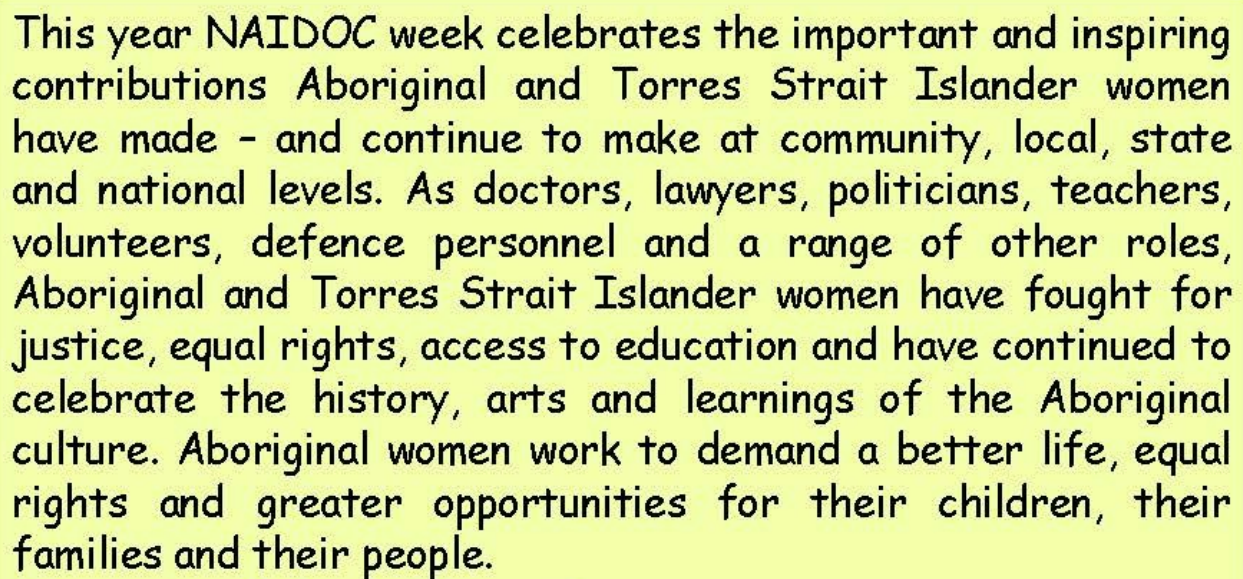 This year NAIDOC week celebrates the important and inspiring
contributions Aboriginal and Torres Strait Islander women
have made – and continue to make at community, local, state
and national levels. As doctors, lawyers, politicians, teachers,
volunteers, defence personnel and a range of other roles,
Aboriginal and Torres Strait Islander women have fought for
justice, equal rights, access to education and have continued to
celebrate the history, arts and learnings of the Aboriginal
culture. Aboriginal women work to demand a better life, equal
rights and greater opportunities for their children, their
families and their people.